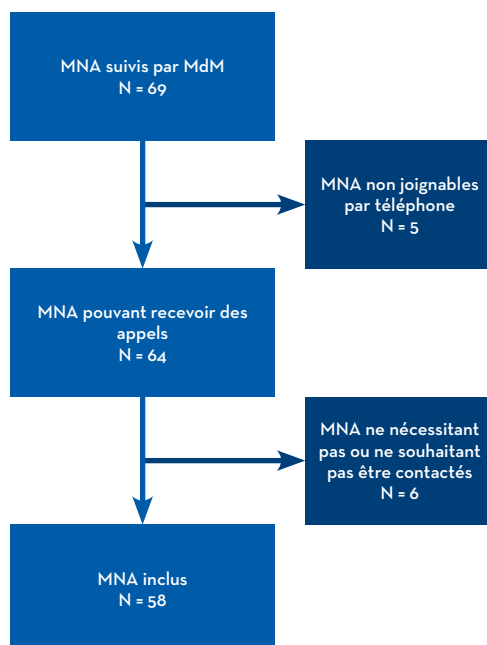 MNA suivis par MdM
N = 69
MNA non joignables
par téléphone
N = 5
MNA pouvant recevoir des
appels
N = 64
MNA ne nécessitant
pas ou ne souhaitant
pas être contactés
N = 6
MNA inclus
N = 58